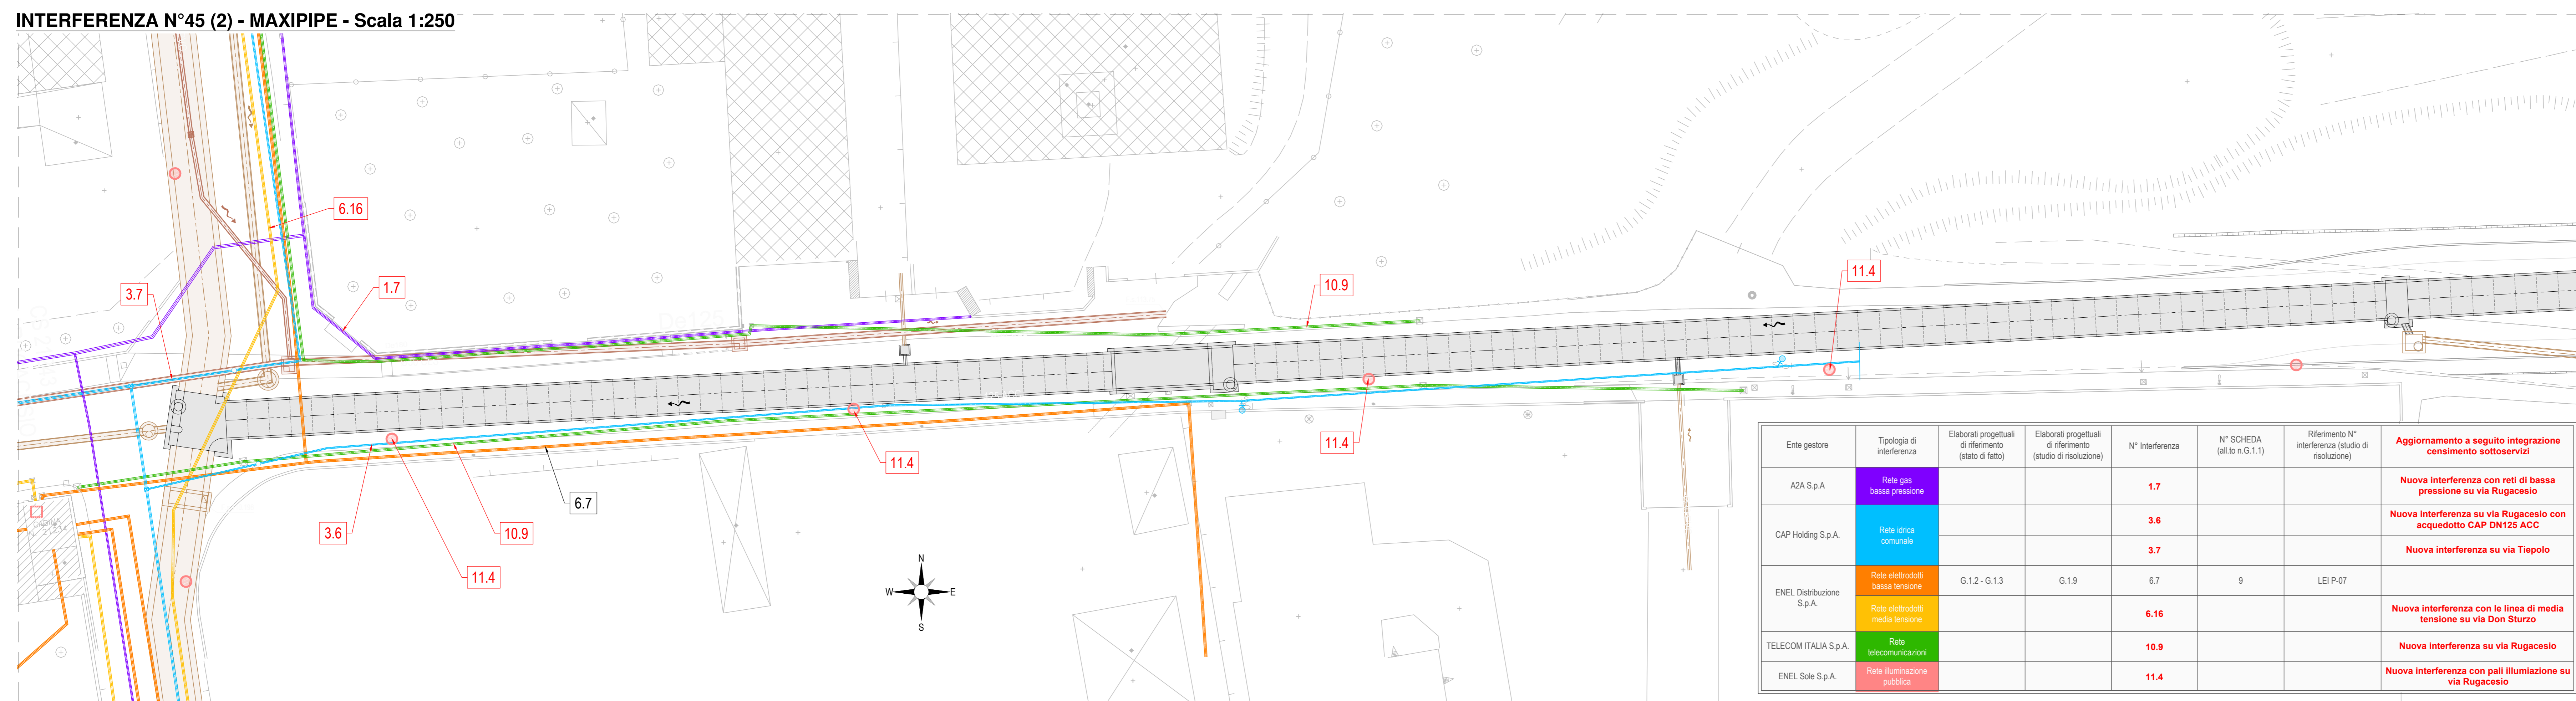 INTERFERENZA N°45 (2) - MAXIPIPE - Scala 1:250
6.16
3.7
1.7
10.9
11.4
De125
11.4
11.4
6.7
3.6
10.9
11.4
N
W
E
S
Ente gestore
Tipologia di
interferenza
Elaborati progettuali
di riferimento
(stato di fatto)
Elaborati progettuali
di riferimento
(studio di risoluzione)
N° Interferenza
N° SCHEDA
(all.to n.G.1.1)
Riferimento N°
interferenza (studio di
risoluzione)
Aggiornamento a seguito integrazione
censimento sottoservizi
A2A S.p.A
Rete gas
bassa pressione
1.7
Nuova interferenza con reti di bassa
pressione su via Rugacesio
CAP Holding S.p.A.
Rete idrica
comunale
3.6
Nuova interferenza su via Rugacesio con
acquedotto CAP DN125 ACC
3.7
Nuova interferenza su via Tiepolo
ENEL Distribuzione
S.p.A.
Rete elettrodotti
bassa tensione
G.1.2 - G.1.3
G.1.9
6.7
9
LEI P-07
Rete elettrodotti
media tensione
6.16
Nuova interferenza con le linea di media
tensione su via Don Sturzo
TELECOM ITALIA S.p.A.
Rete
telecomunicazioni
10.9
Nuova interferenza su via Rugacesio
ENEL Sole S.p.A.
Rete illuminazione
pubblica
11.4
Nuova interferenza con pali illumiazione su
via Rugacesio